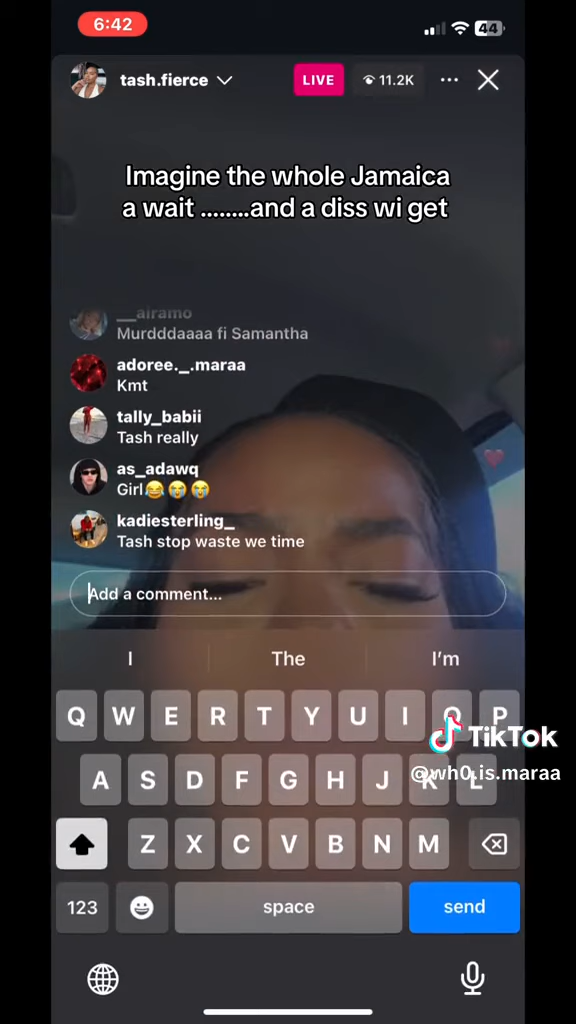 6:42
44
tash.fierce
LIVE
11.2K
Imagine the whole Jamaica
a wait ........and a diss wi get
__airamo
Murdddaaaa fi Samantha
adoree._.maraa
Kmt
tally_babii
Tash really
as_adawq
Girl😂😭😭
kadiesterling_
Tash stop waste we time
Add a comment...
I The I'm
Q W E R T Y U I O P
TikTok
A S D F G H J K L
@wh0.is.maraa
Z X C V B N M
123 space send